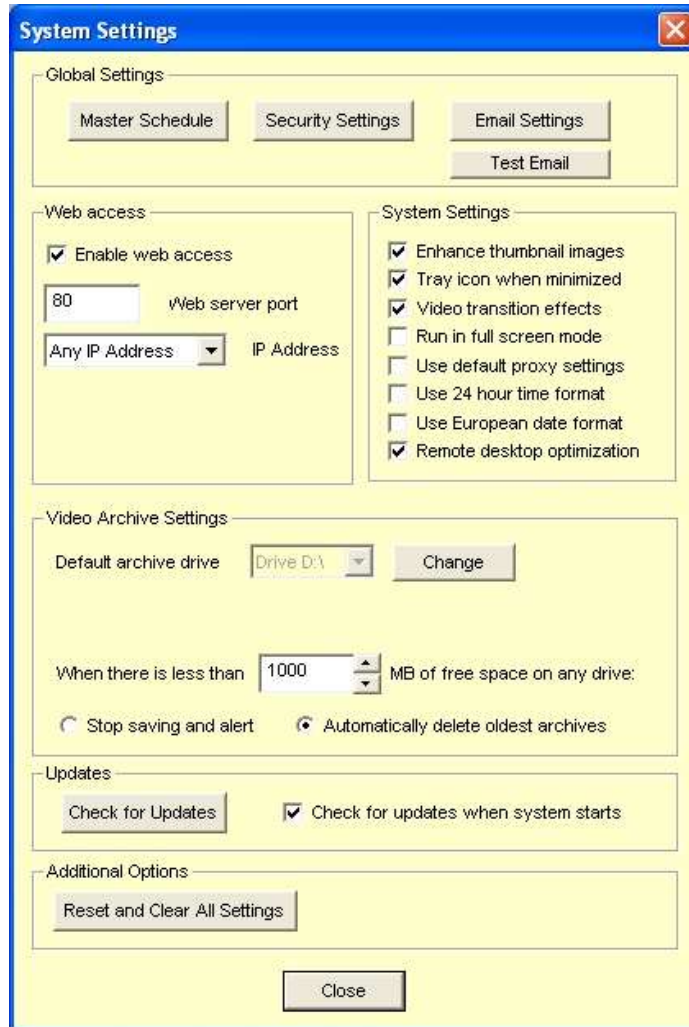 System Settings
Global Settings
Master Schedule Security Settings Email Settings
Test Email
Web access
Enable web access
80 Web server port
Any IP Address IP Address
System Settings
Enhance thumbnail images
Tray icon when minimized
Video transition effects
Run in full screen mode
Use default proxy settings
Use 24 hour time format
Use European date format
Remote desktop optimization
Video Archive Settings
Default archive drive Drive D:\ Change
When there is less than 1000 MB of free space on any drive:
Stop saving and alert Automatically delete oldest archives
Updates
Check for Updates Check for updates when system starts
Additional Options
Reset and Clear All Settings
Close